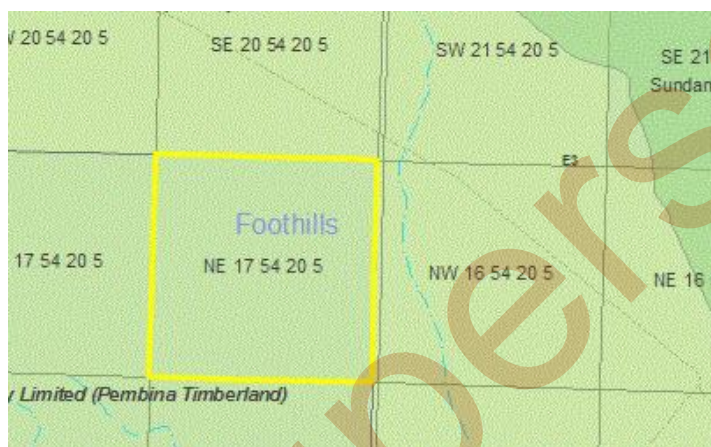 20 54 20 5
SE 20 54 20 5
SW 21 54 20 5
SE 21
Sundan
E3
Foothills
17 54 20 5
NE 17 54 20 5
NW 16 54 20 5
NE 16
y Limited (Pembina Timberland)
pers